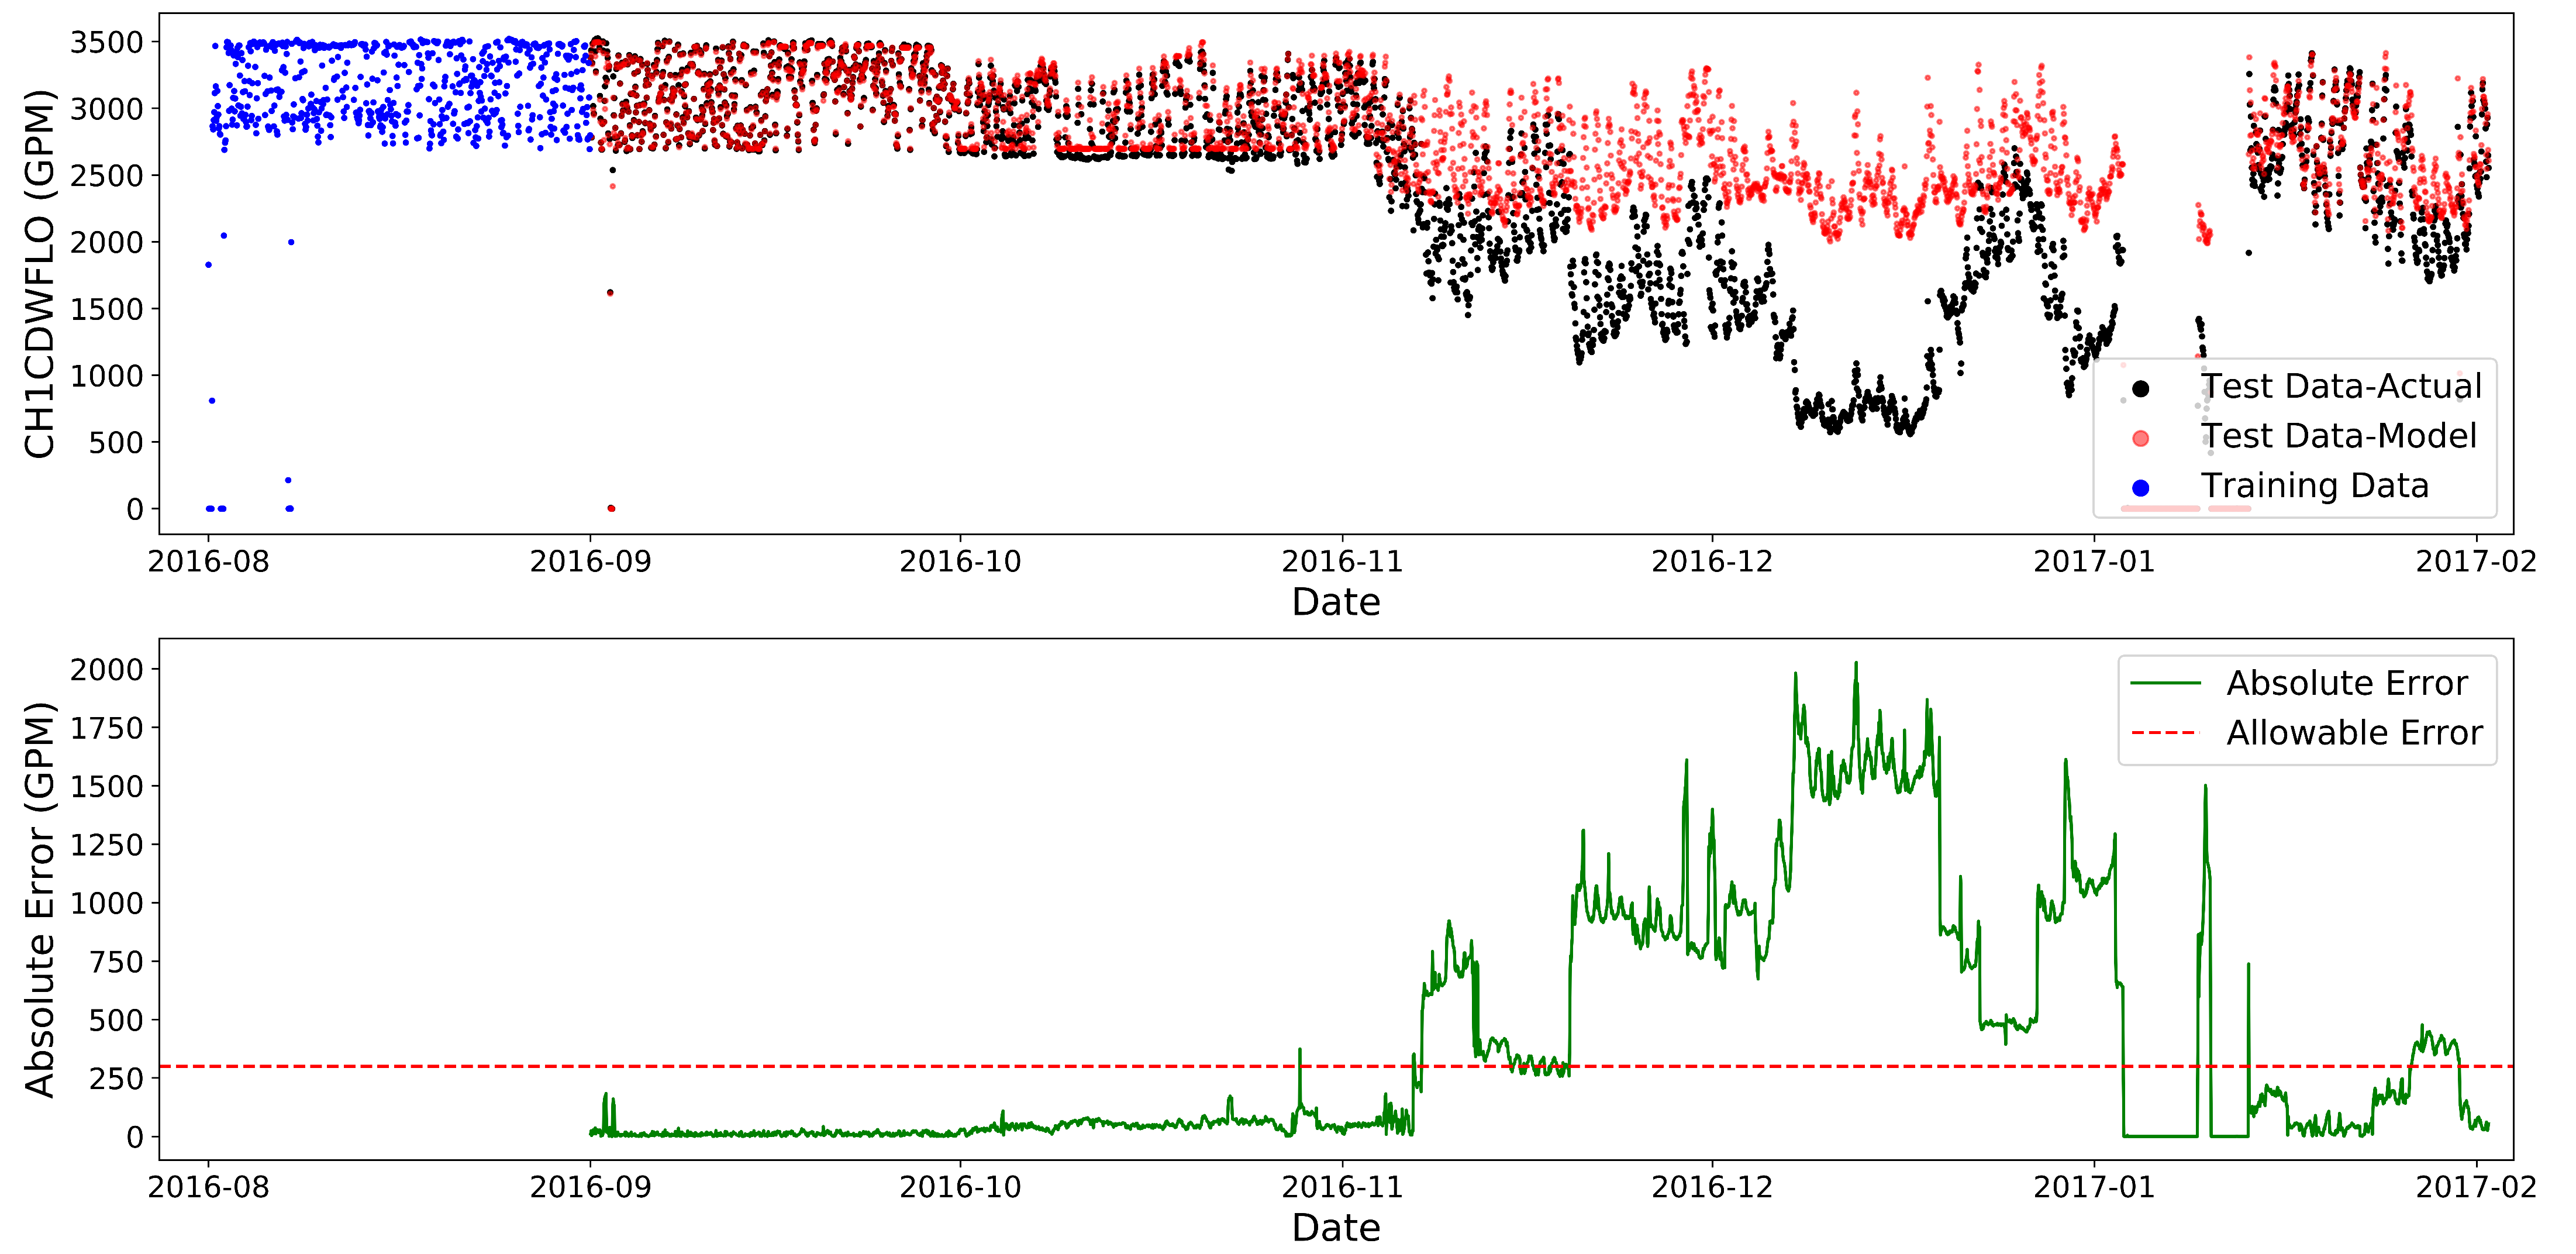 CH1CDWFLO (GPM)
3500
3000
2500
2000
1500
1000
500
0
Test Data-Actual
Test Data-Model
Training Data
2016-08 2016-09 2016-10 2016-11 2016-12 2017-01 2017-02
Date
Absolute Error (GPM)
2000
1750
1500
1250
1000
750
500
250
0
Absolute Error
Allowable Error
2016-08 2016-09 2016-10 2016-11 2016-12 2017-01 2017-02
Date